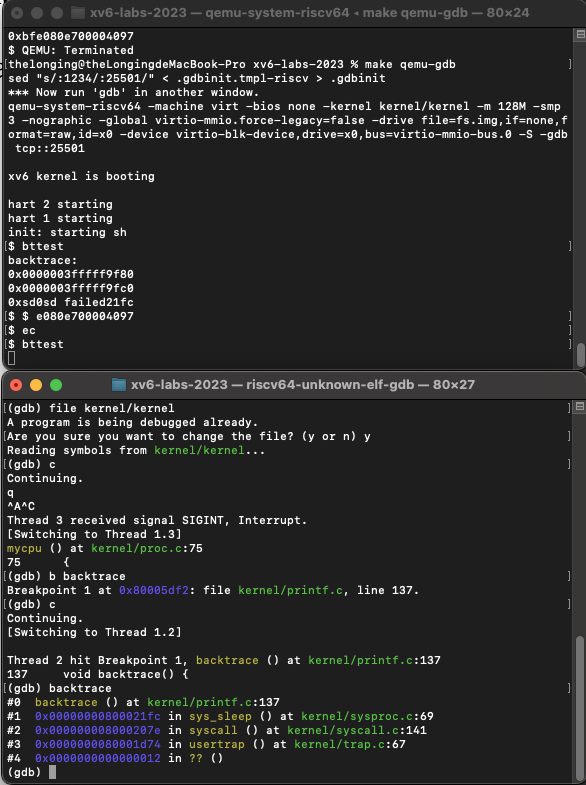 xv6-labs-2023 — qemu-system-riscv64 ◂ make qemu-gdb — 80×24
0xbfe080e700004097
$ QEMU: Terminated
[thelonging@theLongingdeMacBook-Pro xv6-labs-2023 % make qemu-gdb ]
sed "s/:1234/:25501/" < .gdbinit.tmpl-riscv > .gdbinit
*** Now run 'gdb' in another window.
qemu-system-riscv64 -machine virt -bios none -kernel kernel/kernel -m 128M -smp
3 -nographic -global virtio-mmio.force-legacy=false -drive file=fs.img,if=none,f
ormat=raw,id=x0 -device virtio-blk-device,drive=x0,bus=virtio-mmio-bus.0 -S -gdb
 tcp::25501

xv6 kernel is booting

hart 2 starting
hart 1 starting
init: starting sh
[$ bttest ]
backtrace:
0x0000003fffff9f80
0x0000003fffff9fc0
0xsd0sd failed21fc
[$ $ e080e700004097 ]
[$ ec ]
[$ bttest ]
xv6-labs-2023 — riscv64-unknown-elf-gdb — 80×27
[(gdb) file kernel/kernel ]
A program is being debugged already.
[Are you sure you want to change the file? (y or n) y ]
Reading symbols from kernel/kernel...
[(gdb) c ]
Continuing.
q
^A^C
Thread 3 received signal SIGINT, Interrupt.
[Switching to Thread 1.3]
mycpu () at kernel/proc.c:75
75      {
[(gdb) b backtrace ]
Breakpoint 1 at 0x80005df2: file kernel/printf.c, line 137.
[(gdb) c ]
Continuing.
[Switching to Thread 1.2]

Thread 2 hit Breakpoint 1, backtrace () at kernel/printf.c:137
137     void backtrace() {
[(gdb) backtrace ]
#0  backtrace () at kernel/printf.c:137
#1  0x00000000800021fc in sys_sleep () at kernel/sysproc.c:69
#2  0x000000008000207e in syscall () at kernel/syscall.c:141
#3  0x0000000080001d74 in usertrap () at kernel/trap.c:67
#4  0x0000000000000012 in ?? ()
(gdb)